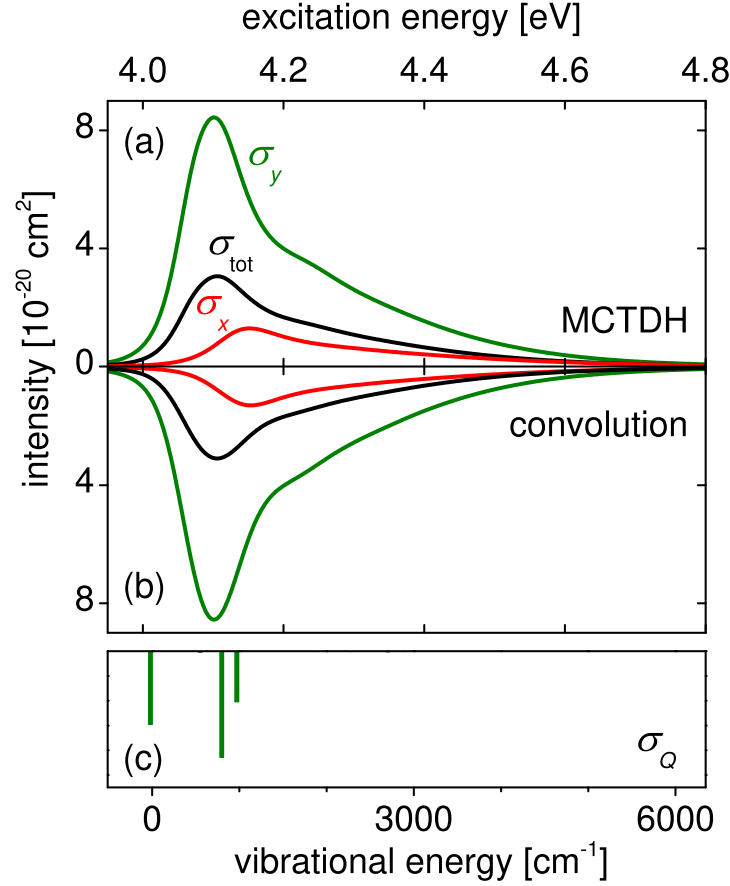 excitation energy [eV]
4.0 4.2 4.4 4.6 4.8
8
(a)
σy
4
σtot
σx
MCTDH
0
intensity [10-20 cm2]
convolution
4
(b)
8
(c)
σQ
0 3000 6000
vibrational energy [cm-1]